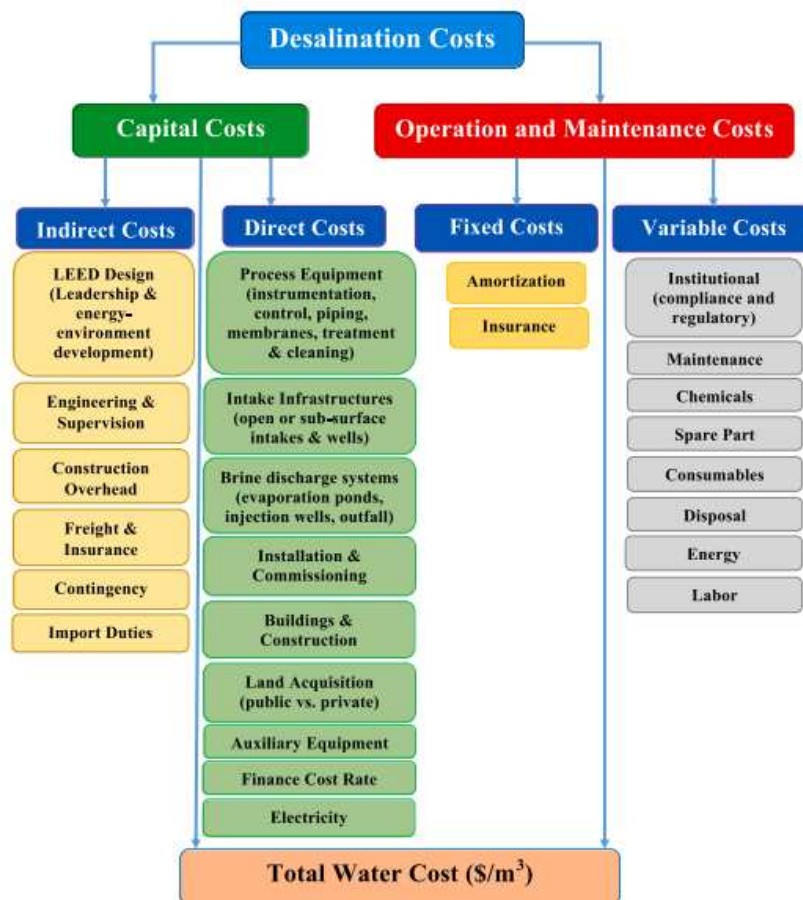 Desalination Costs
Capital Costs
Operation and Maintenance Costs
Indirect Costs
LEED Design
(Leadership &
energy-
environment
development)
Engineering &
Supervision
Construction
Overhead
Freight &
Insurance
Contingency
Import Duties
Direct Costs
Process Equipment
(instrumentation,
control, piping,
membranes, treatment
& cleaning)
Intake Infrastructures
(open or sub-surface
intakes & wells)
Brine discharge systems
(evaporation ponds,
injection wells, outfall)
Installation &
Commissioning
Buildings &
Construction
Land Acquisition
(public vs. private)
Auxiliary Equipment
Finance Cost Rate
Electricity
Fixed Costs
Amortization
Insurance
Variable Costs
Institutional
(compliance and
regulatory)
Maintenance
Chemicals
Spare Part
Consumables
Disposal
Energy
Labor
Total Water Cost ($/m³)